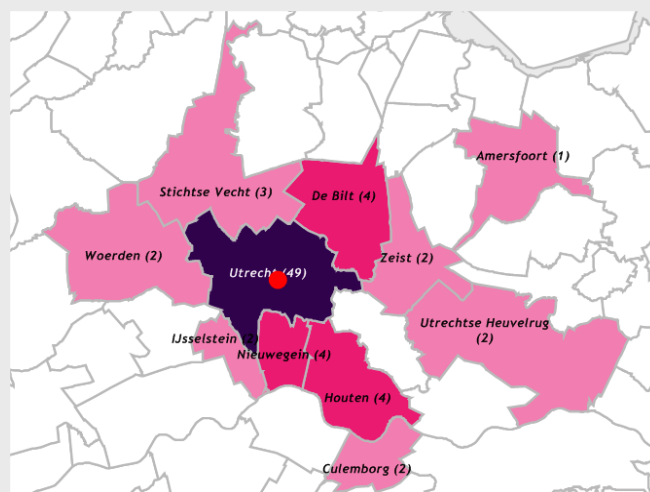 Amersfoort (1)
Stichtse Vecht (3)
De Bilt (4)
Woerden (2)
Zeist (2)
Utrecht (49)
Utrechtse Heuvelrug
(2)
IJsselstein (2)
Nieuwegein (4)
Houten (4)
Culemborg (2)